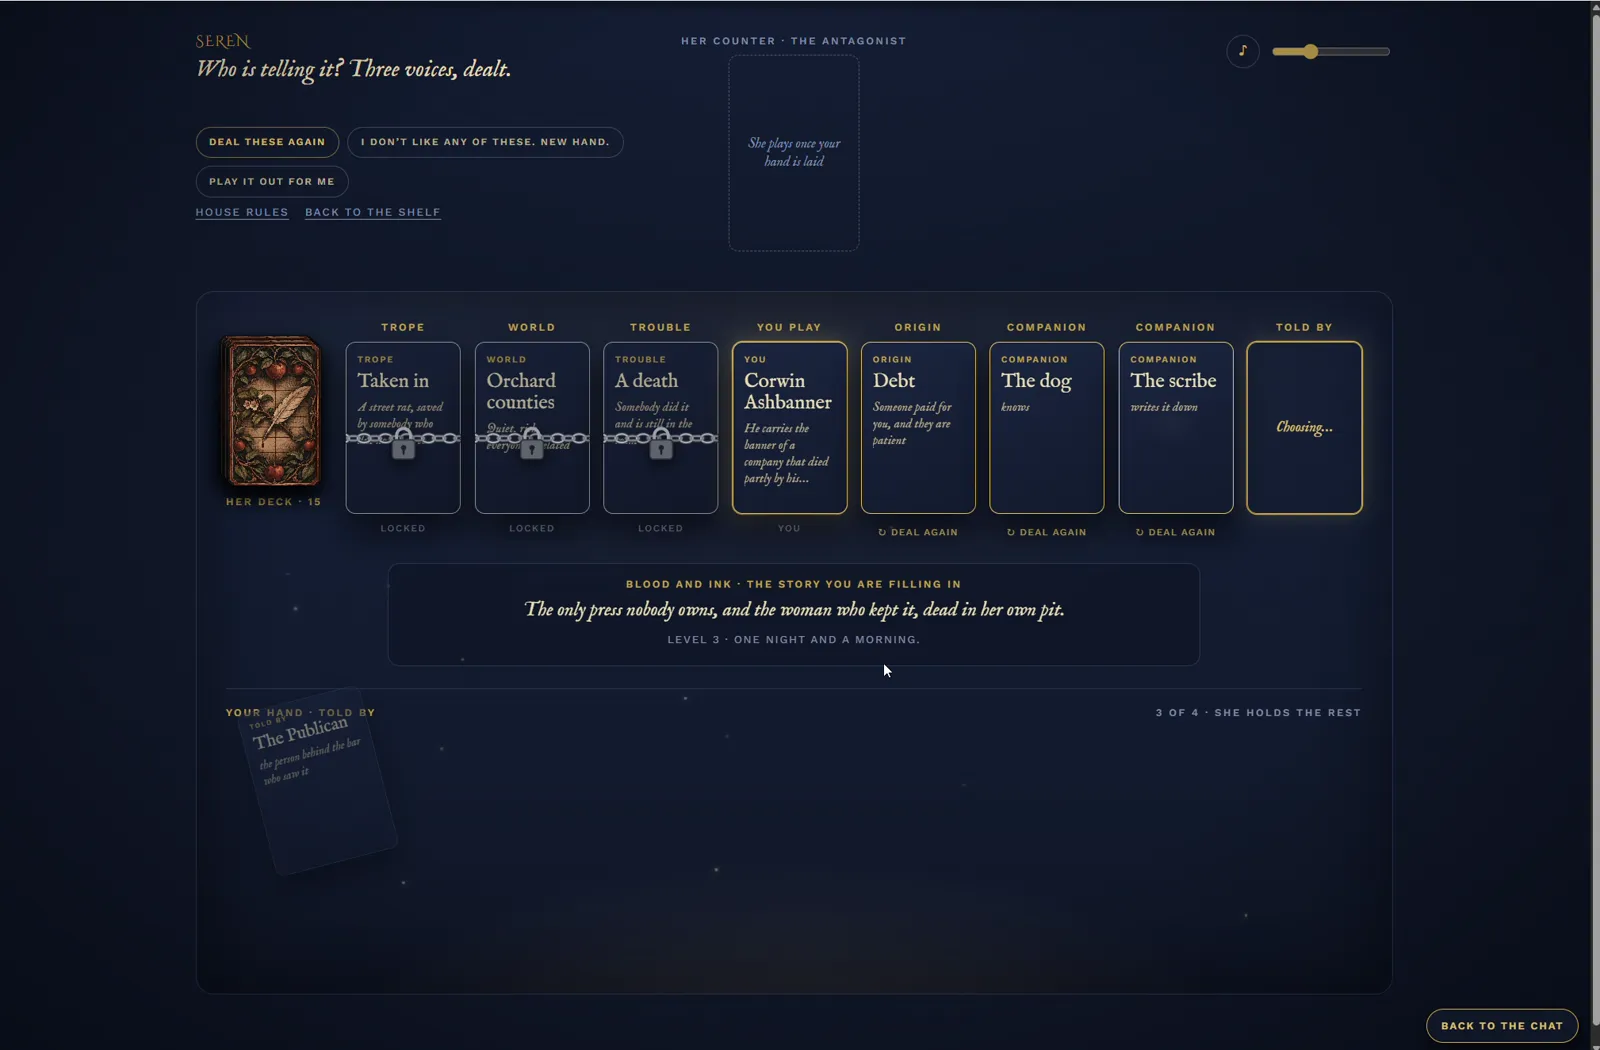 SEREN
Who is telling it? Three voices, dealt.
HER COUNTER · THE ANTAGONIST
She plays once your
hand is laid
DEAL THESE AGAIN
I DON'T LIKE ANY OF THESE. NEW HAND.
PLAY IT OUT FOR ME
HOUSE RULES
BACK TO THE SHELF
HER DECK · 15
TROPE
TROPE
Taken in
A street rat, saved
by somebody who
LOCKED
WORLD
WORLD
Orchard
counties
LOCKED
TROUBLE
TROUBLE
A death
Somebody did it
and is still in the
LOCKED
YOU PLAY
YOU
Corwin
Ashbanner
He carries the
banner of a
company that died
partly by his...
YOU
ORIGIN
ORIGIN
Debt
Someone paid for
you, and they are
patient
↻ DEAL AGAIN
COMPANION
COMPANION
The dog
knows
↻ DEAL AGAIN
COMPANION
COMPANION
The scribe
writes it down
↻ DEAL AGAIN
TOLD BY
Choosing...
BLOOD AND INK · THE STORY YOU ARE FILLING IN
The only press nobody owns, and the woman who kept it, dead in her own pit.
LEVEL 3 · ONE NIGHT AND A MORNING.
YOUR HAND · TOLD BY
3 OF 4 · SHE HOLDS THE REST
TOLD BY
The Publican
the person behind the bar
who saw it
BACK TO THE CHAT